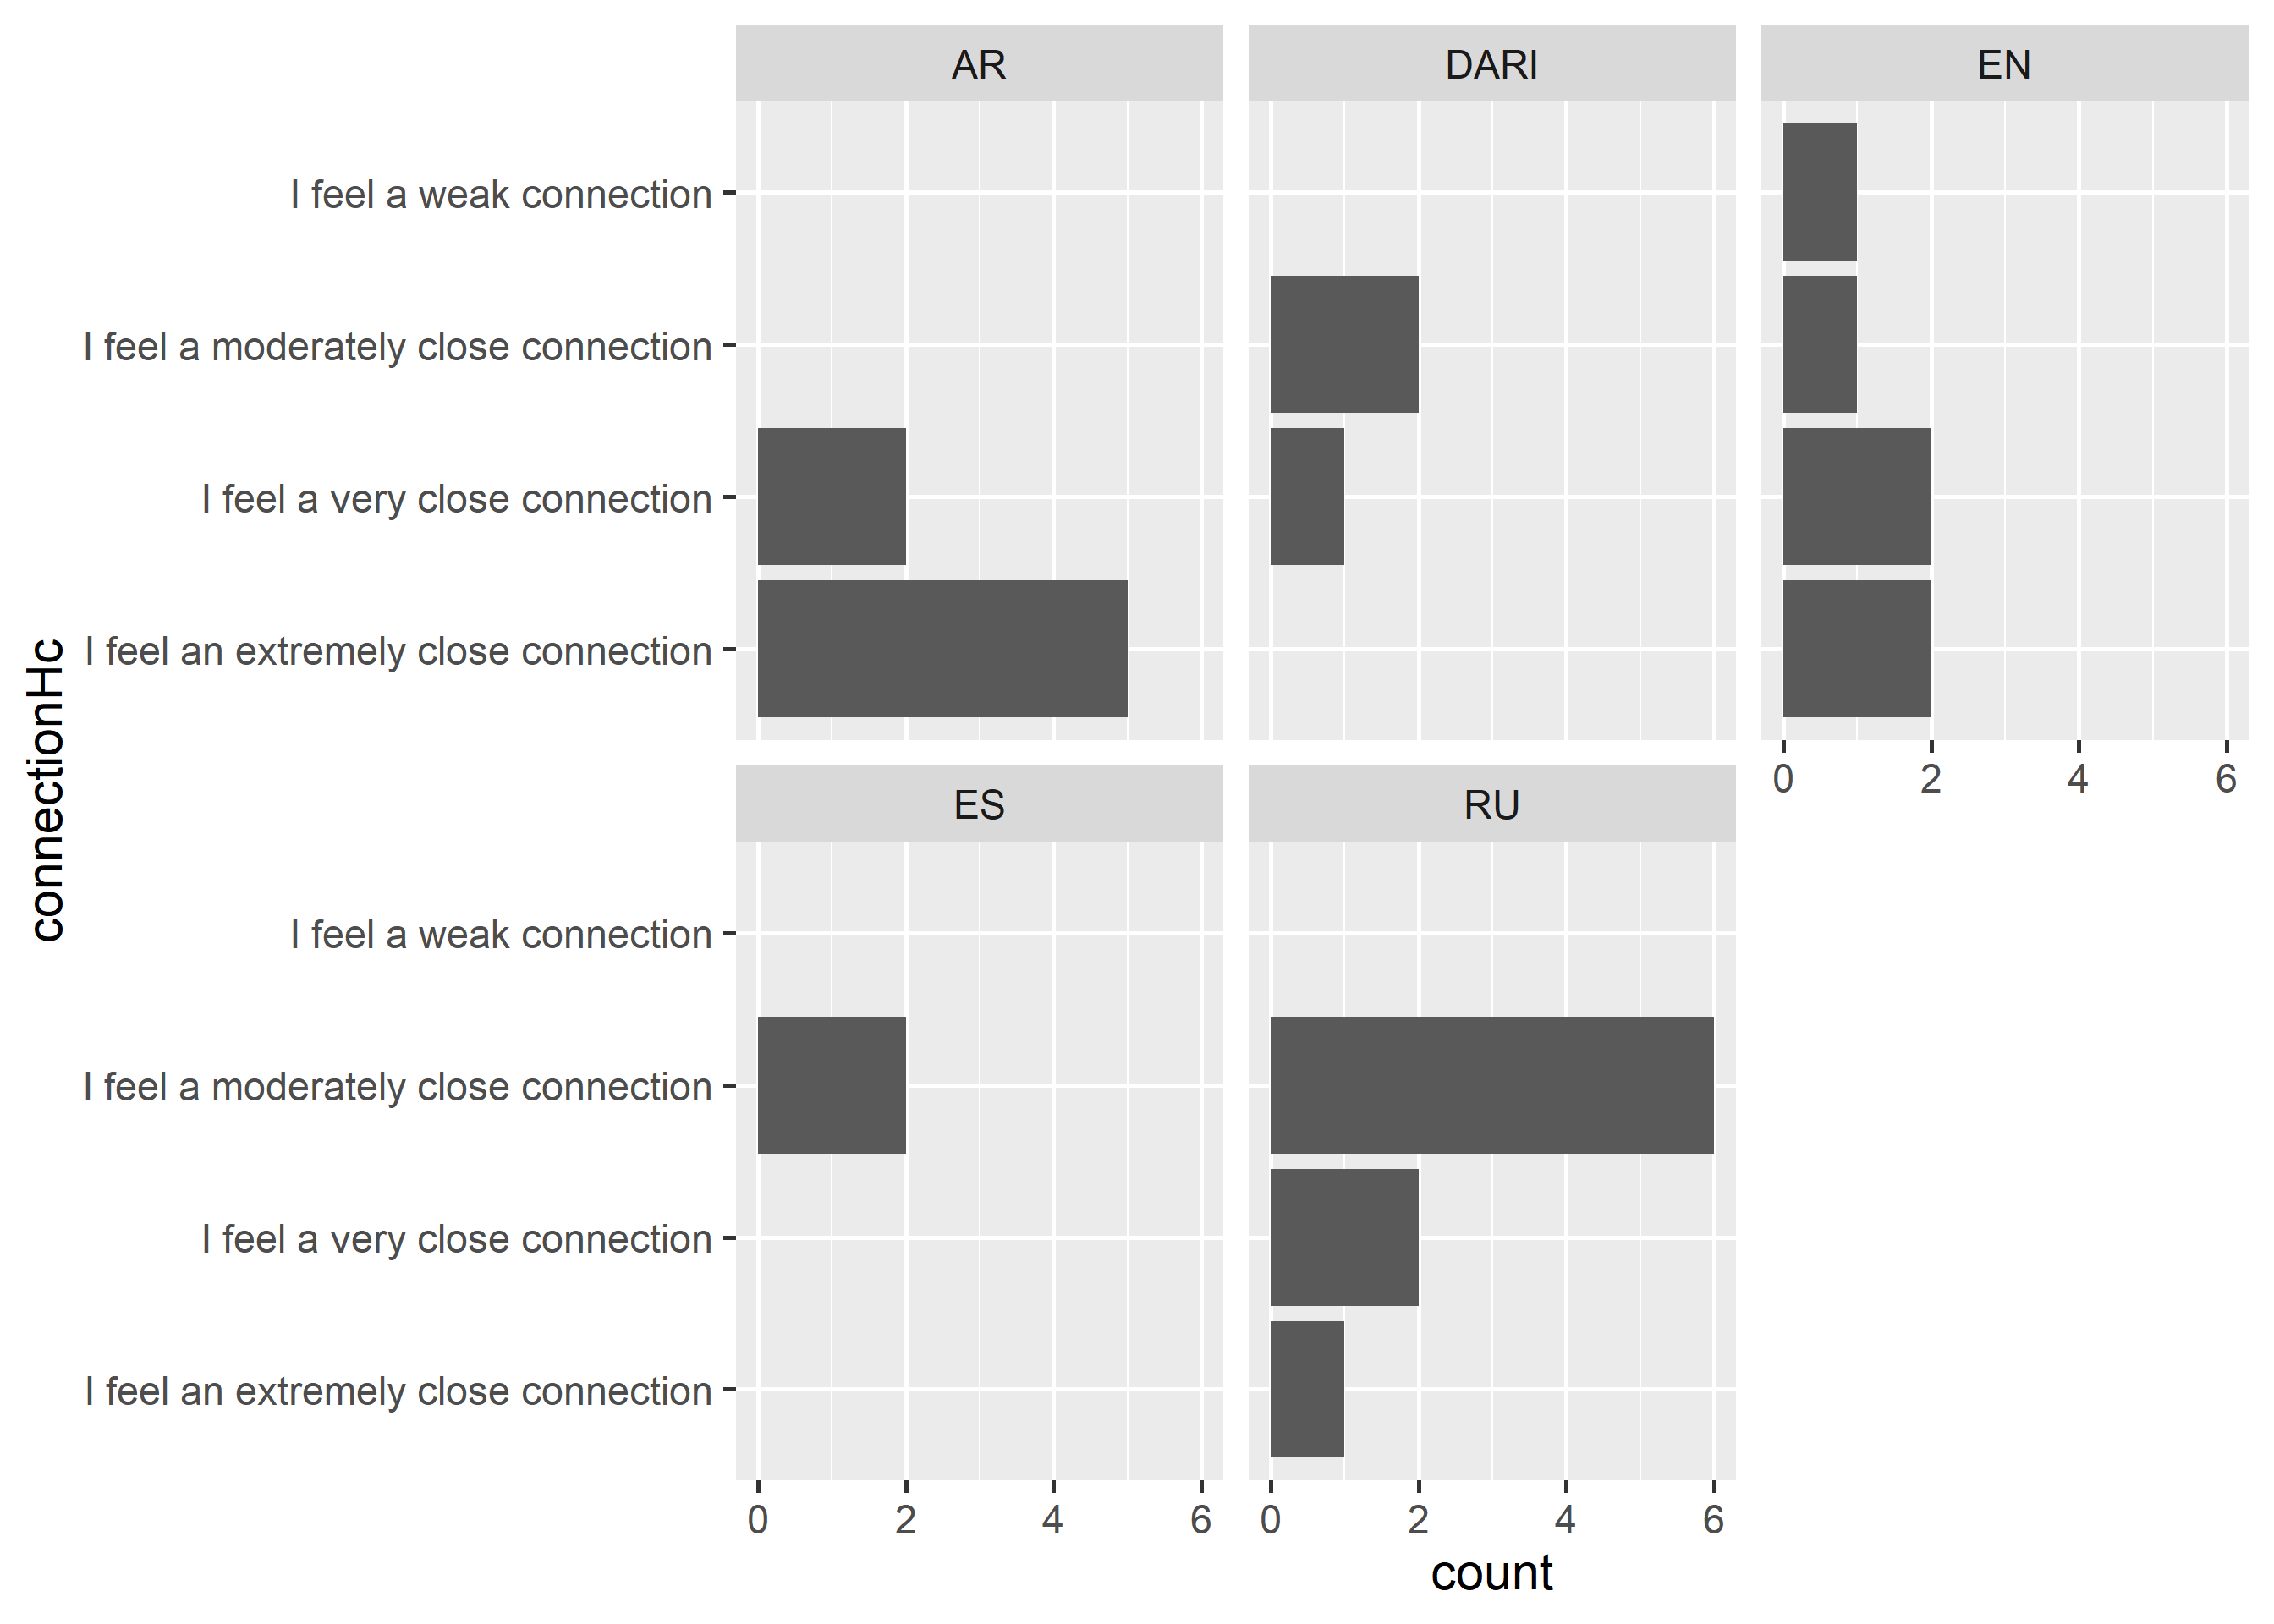 AR DARI EN
I feel a weak connection
I feel a moderately close connection
I feel a very close connection
I feel an extremely close connection
connectionHc
0 2 4 6
ES RU
I feel a weak connection
I feel a moderately close connection
I feel a very close connection
I feel an extremely close connection
0 2 4 6 0 2 4 6
count